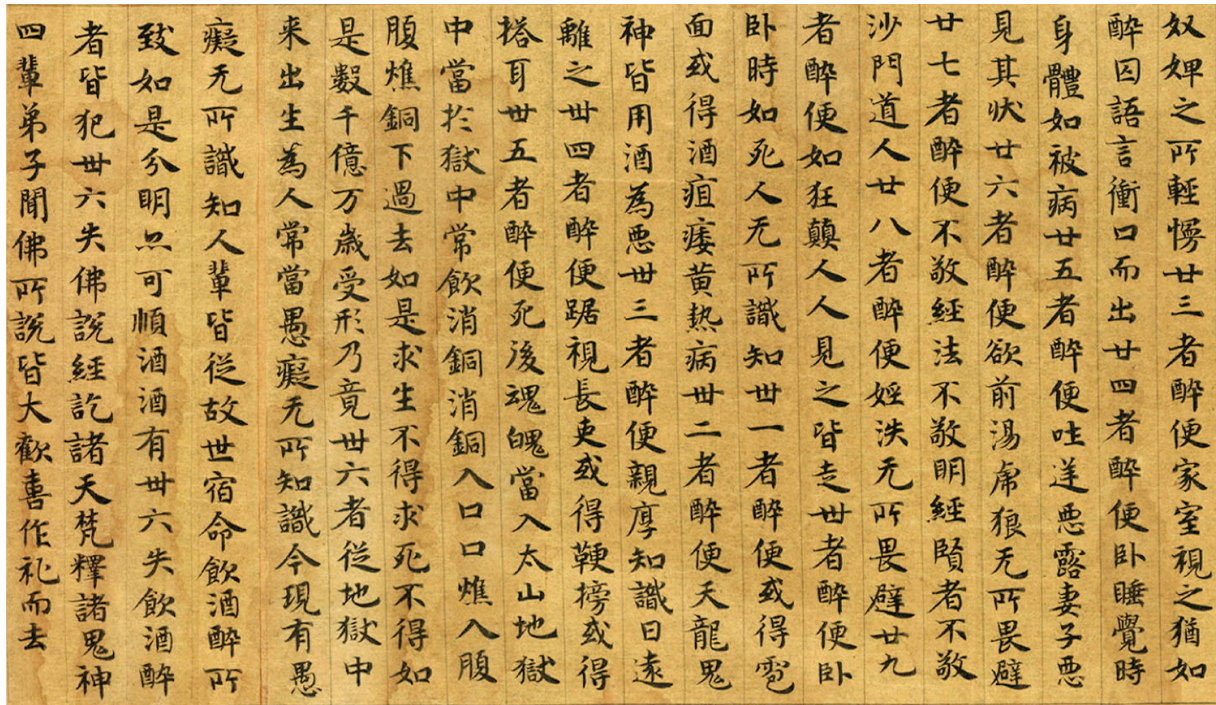 奴婢之所輕慢廿三者醉便家室視之猶如
醉囚語言衝口而出廿四者醉便卧睡覺時
身體如被病廿五者醉便吐逆惡露妻子惡
見其状廿六者醉便欲前湯虎狼无所畏礕
廿七者醉便不敬經法不敬明經賢者不敬
沙門道人廿八者醉便婬泆无所畏礕廿九
者醉便如狂顛人人見之皆走卅者醉便卧
卧時如死人无所識知卅一者醉便或得皰
面或得酒疽痿黄热病卅二者醉便天龍鬼
神皆用酒為惡卅三者醉便親厚知識日遠
離之卅四者醉便踞視長吏或得鞕搒或得
搭耳卅五者醉便死後魂魄當入太山地獄
中當扵獄中常飲消銅消銅入口口燋入腹
腹燋銅下過去如是求生不得求死不得如
是數千億万歲受形乃竟卅六者從地獄中
来出生為人常當愚癡无所知識今現有愚
癡无所識知人輩皆從故世宿命飲酒醉所
致如是分明亦可順酒酒有卅六失飲酒醉
者皆犯卅六失佛說經訖諸天梵釋諸鬼神
四輩弟子聞佛所說皆大歡喜作礼而去